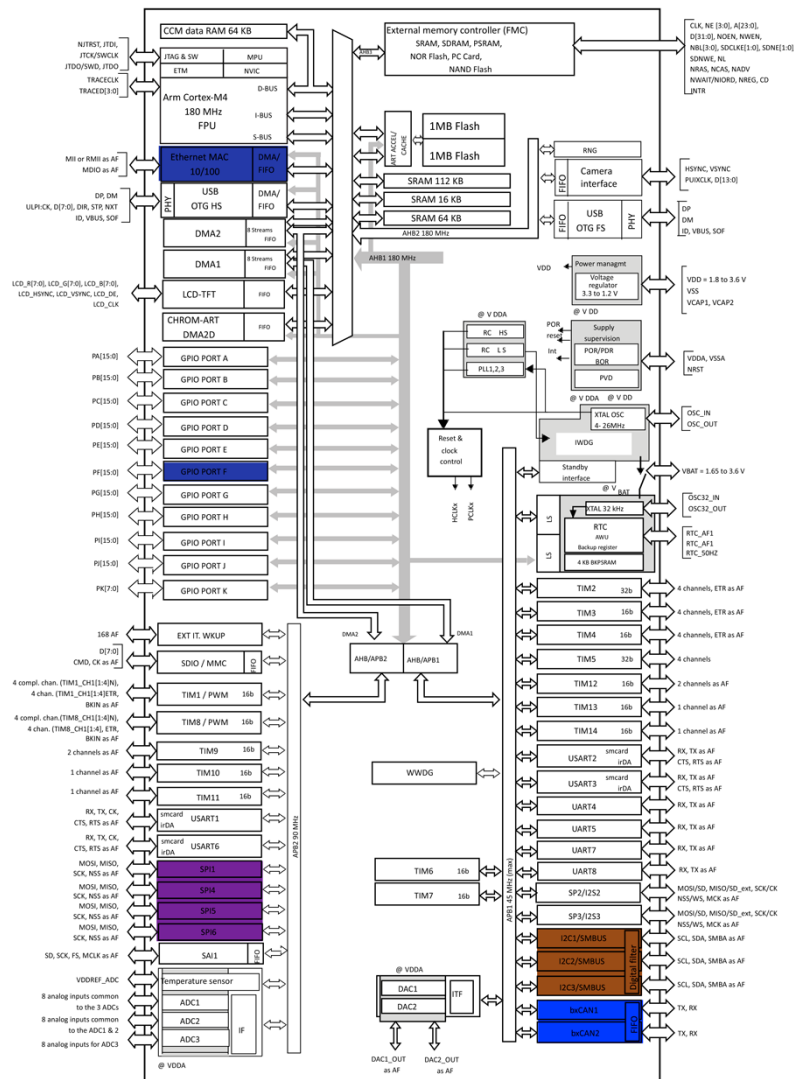 CCM data RAM 64 KB
NJTRST, JTDI,
JTCK/SWCLK
JTDO/SWD, JTDO
TRACECLK
TRACED[3:0]
JTAG & SW
MPU
ETM
NVIC
Arm Cortex-M4
180 MHz
FPU
D-BUS
I-BUS
S-BUS
MII or RMII as AF
MDIO as AF
Ethernet MAC
10/100
DMA/
FIFO
DP, DM
ULPI:CK, D[7:0], DIR, STP, NXT
ID, VBUS, SOF
PHY
USB
OTG HS
DMA/
FIFO
DMA2
8 Streams
FIFO
DMA1
8 Streams
FIFO
LCD_R[7:0], LCD_G[7:0], LCD_B[7:0],
LCD_HSYNC, LCD_VSYNC, LCD_DE,
LCD_CLK
LCD-TFT
FIFO
CHROM-ART
DMA2D
FIFO
External memory controller (FMC)
SRAM, SDRAM, PSRAM,
NOR Flash, PC Card,
NAND Flash
AHB3
CLK, NE [3:0], A[23:0],
D[31:0], NOEN, NWEN,
NBL[3:0], SDCLKE[1:0], SDNE[1:0]
SDNWE, NL
NRAS, NCAS, NADV
NWAIT/NIORD, NREG, CD
INTR
ART ACCEL/
CACHE
1MB Flash
1MB Flash
SRAM 112 KB
SRAM 16 KB
SRAM 64 KB
AHB2 180 MHz
AHB1 180 MHz
RNG
FIFO
Camera
interface
HSYNC, VSYNC
PUIXCLK, D[13:0]
FIFO
USB
OTG FS
PHY
DP
DM
ID, VBUS, SOF
VDD
Power managmt
Voltage
regulator
3.3 to 1.2 V
VDD = 1.8 to 3.6 V
VSS
VCAP1, VCAP2
@ V DD
@ V DDA
RC HS
RC L S
PLL1,2,3
POR
reset
Int
Supply
supervision
POR/PDR
BOR
PVD
VDDA, VSSA
NRST
@ V DDA
@ V DD
XTAL OSC
4- 26MHz
IWDG
OSC_IN
OSC_OUT
Standby
interface
@ V
BAT
VBAT = 1.65 to 3.6 V
Reset &
clock
control
HCLKx
PCLKx
LS
LS
XTAL 32 kHz
RTC
AWU
Backup register
4 KB BKPSRAM
OSC32_IN
OSC32_OUT
RTC_AF1
RTC_AF1
RTC_50HZ
PA[15:0]
GPIO PORT A
PB[15:0]
GPIO PORT B
PC[15:0]
GPIO PORT C
PD[15:0]
GPIO PORT D
PE[15:0]
GPIO PORT E
PF[15:0]
GPIO PORT F
PG[15:0]
GPIO PORT G
PH[15:0]
GPIO PORT H
PI[15:0]
GPIO PORT I
PJ[15:0]
GPIO PORT J
PK[7:0]
GPIO PORT K
DMA2
DMA1
AHB/APB2
AHB/APB1
168 AF
EXT IT. WKUP
D[7:0]
CMD, CK as AF
SDIO / MMC
FIFO
4 compl. chan. (TIM1_CH1[1:4]N),
4 chan. (TIM1_CH1[1:4]ETR,
BKIN as AF
TIM1 / PWM
16b
4 compl. chan.(TIM8_CH1[1:4]N),
4 chan. (TIM8_CH1[1:4], ETR,
BKIN as AF
TIM8 / PWM
16b
2 channels as AF
TIM9
16b
1 channel as AF
TIM10
16b
1 channel as AF
TIM11
16b
RX, TX, CK,
CTS, RTS as AF
smcard
irDA
USART1
RX, TX, CK,
CTS, RTS as AF
smcard
irDA
USART6
MOSI, MISO,
SCK, NSS as AF
SPI1
MOSI, MISO,
SCK, NSS as AF
SPI4
MOSI, MISO,
SCK, NSS as AF
SPI5
MOSI, MISO,
SCK, NSS as AF
SPI6
SD, SCK, FS, MCLK as AF
SAI1
FIFO
VDDREF_ADC
8 analog inputs common
to the 3 ADCs
8 analog inputs common
to the ADC1 & 2
8 analog inputs for ADC3
Temperature sensor
ADC1
ADC2
ADC3
IF
@ VDDA
APB2 90 MHz
WWDG
TIM6
16b
TIM7
16b
@ VDDA
DAC1
DAC2
ITF
DAC1_OUT
as AF
DAC2_OUT
as AF
APB1 45 MHz (max)
TIM2
32b
4 channels, ETR as AF
TIM3
16b
4 channels, ETR as AF
TIM4
16b
4 channels, ETR as AF
TIM5
32b
4 channels
TIM12
16b
2 channels as AF
TIM13
16b
1 channel as AF
TIM14
16b
1 channel as AF
USART2
smcard
irDA
RX, TX as AF
CTS, RTS as AF
USART3
smcard
irDA
RX, TX as AF
CTS, RTS as AF
UART4
RX, TX as AF
UART5
RX, TX as AF
UART7
RX, TX as AF
UART8
RX, TX as AF
SP2/I2S2
MOSI/SD, MISO/SD_ext, SCK/CK
NSS/WS, MCK as AF
SP3/I2S3
MOSI/SD, MISO/SD_ext, SCK/CK
NSS/WS, MCK as AF
I2C1/SMBUS
SCL, SDA, SMBA as AF
I2C2/SMBUS
SCL, SDA, SMBA as AF
I2C3/SMBUS
SCL, SDA, SMBA as AF
Digital filter
bxCAN1
TX, RX
bxCAN2
TX, RX
FIFO